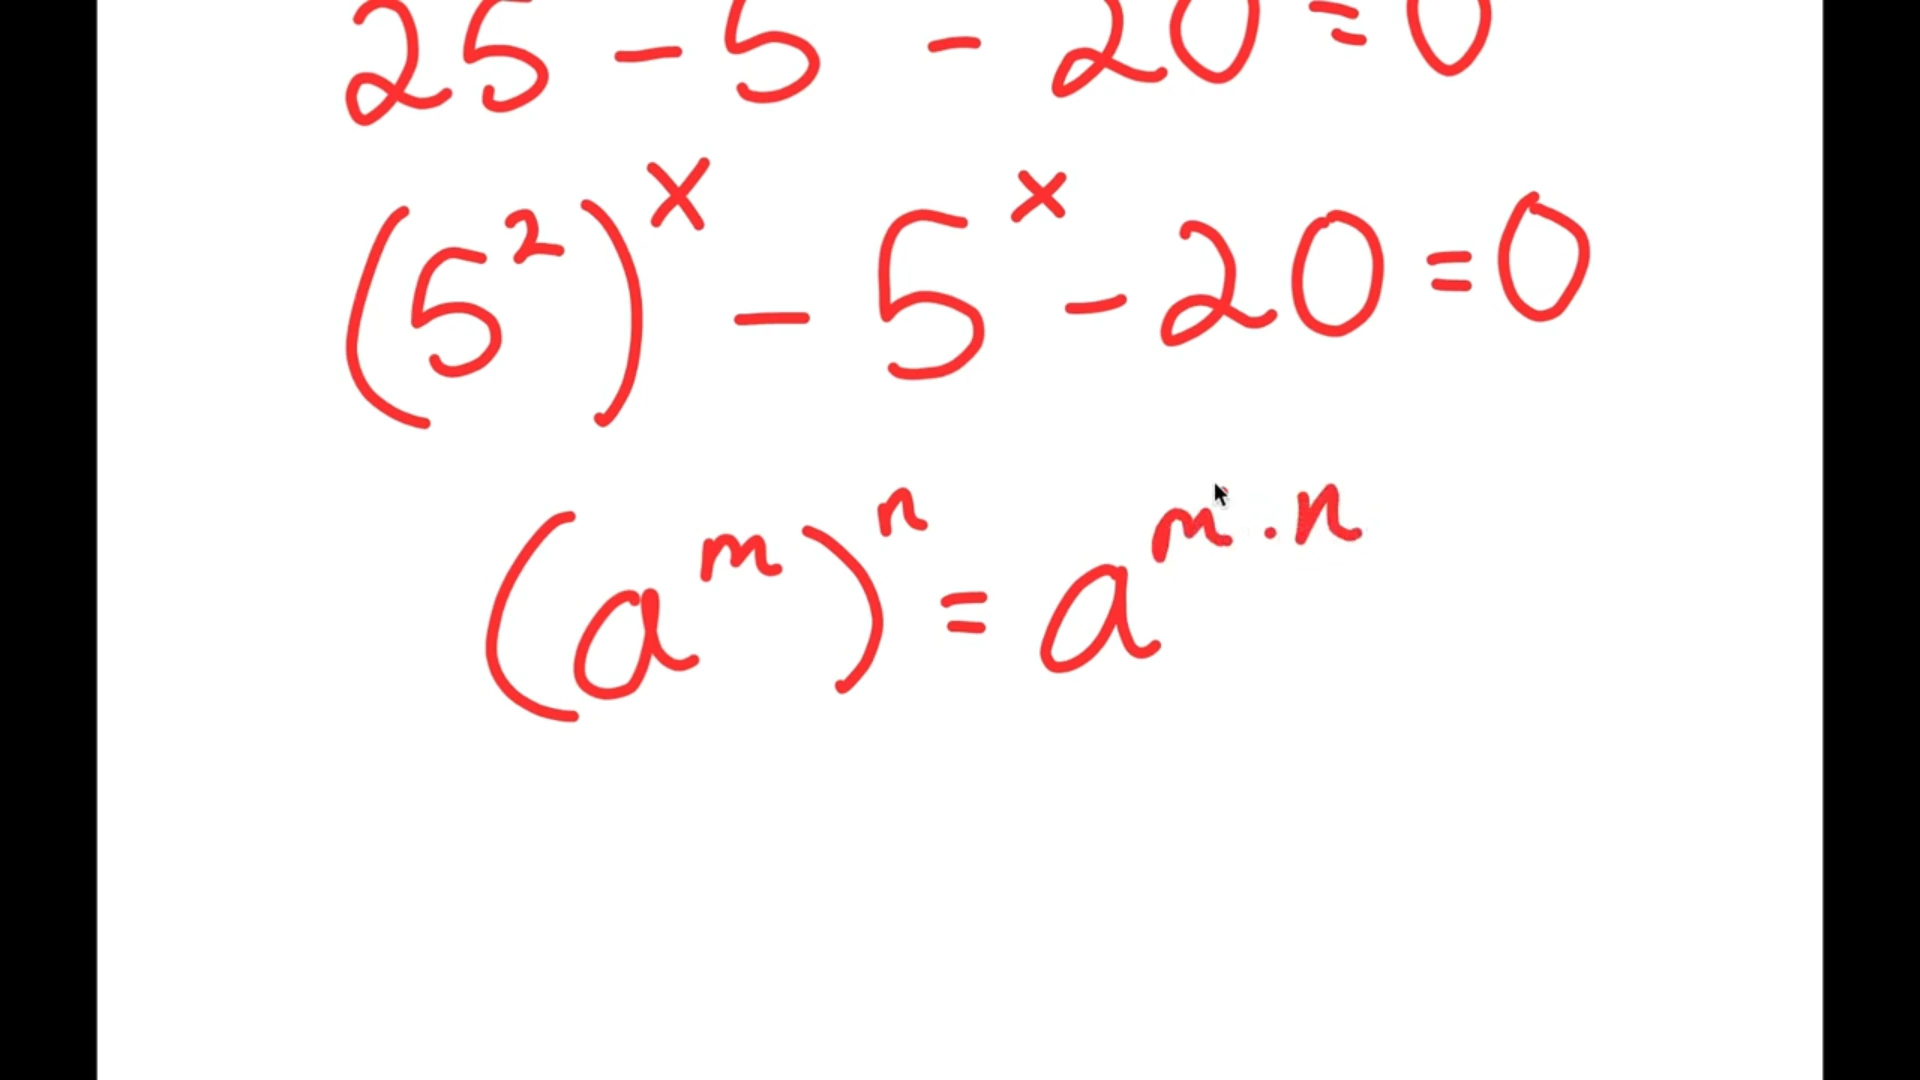 25 - 5 - 20 = 0
(5²)ˣ - 5ˣ - 20 = 0
(aᵐ)ⁿ = aᵐ·ⁿ